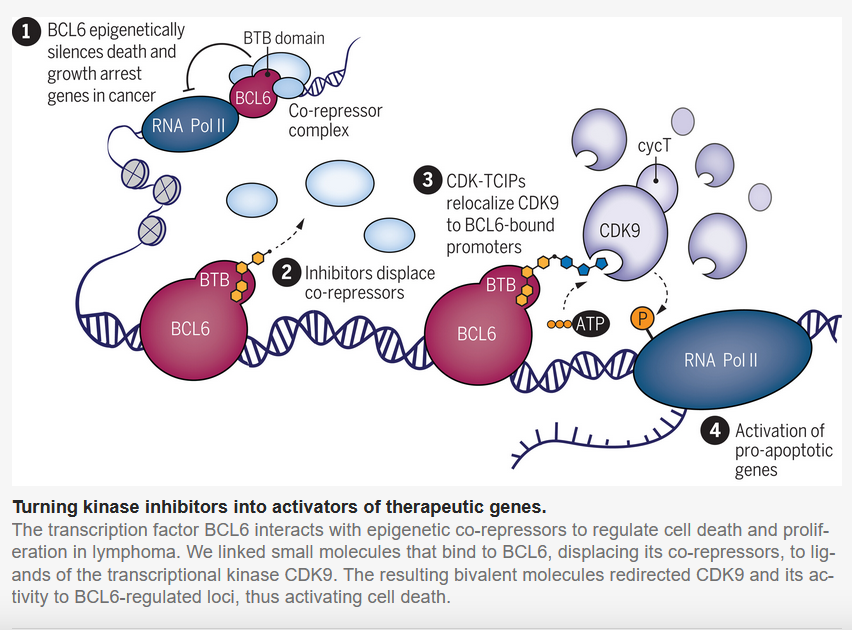 1
BCL6 epigenetically
silences death and
growth arrest
genes in cancer
BTB domain
BCL6
RNA Pol II
Co-repressor
complex
BTB
BCL6
2
Inhibitors displace
co-repressors
3
CDK-TCIPs
relocalize CDK9
to BCL6-bound
promoters
cycT
CDK9
BTB
BCL6
ATP
P
RNA Pol II
4
Activation of
pro-apoptotic
genes
Turning kinase inhibitors into activators of therapeutic genes.
The transcription factor BCL6 interacts with epigenetic co-repressors to regulate cell death and prolif-
eration in lymphoma. We linked small molecules that bind to BCL6, displacing its co-repressors, to lig-
ands of the transcriptional kinase CDK9. The resulting bivalent molecules redirected CDK9 and its ac-
tivity to BCL6-regulated loci, thus activating cell death.